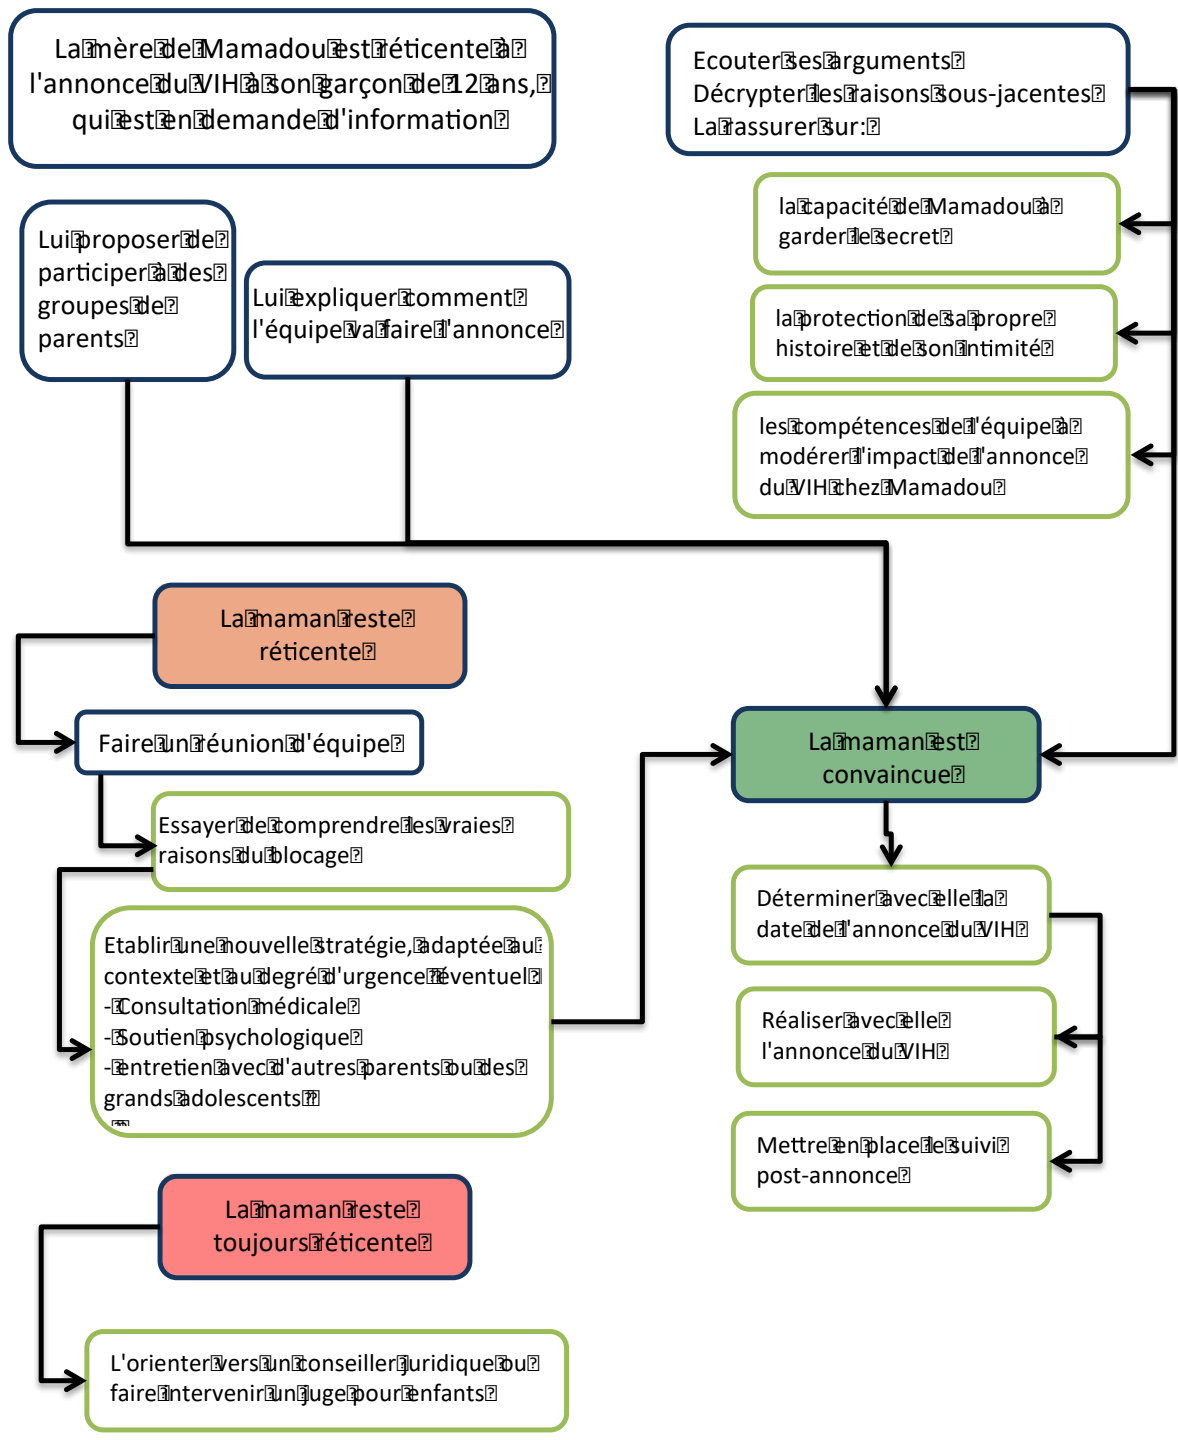 La mère de Mamadou est réticente à
l'annonce du VIH à son garçon de 12 ans,
qui est en demande d'information
Ecouter ses arguments
Décrypter les raisons sous-jacentes
La rassurer sur:
la capacité de Mamadou à
garder le secret
la protection de sa propre
histoire et de son intimité
les compétences de l'équipe à
modérer l'impact de l'annonce
du VIH chez Mamadou
Lui proposer de
participer à des
groupes de
parents
Lui expliquer comment
l'équipe va faire l'annonce
La maman reste
réticente
Faire un réunion d'équipe
Essayer de comprendre les vraies
raisons du blocage
Etablir une nouvelle stratégie, adaptée au
contexte et au degré d'urgence éventuel:
- Consultation médicale
- Soutien psychologique
- entretien avec d'autres parents ou des
grands adolescents
La maman est
convaincue
Déterminer avec elle la
date de l'annonce du VIH
Réaliser avec elle
l'annonce du VIH
Mettre en place le suivi
post-annonce
La maman reste
toujours réticente
L'orienter vers un conseiller juridique ou
faire intervenir un juge pour enfants